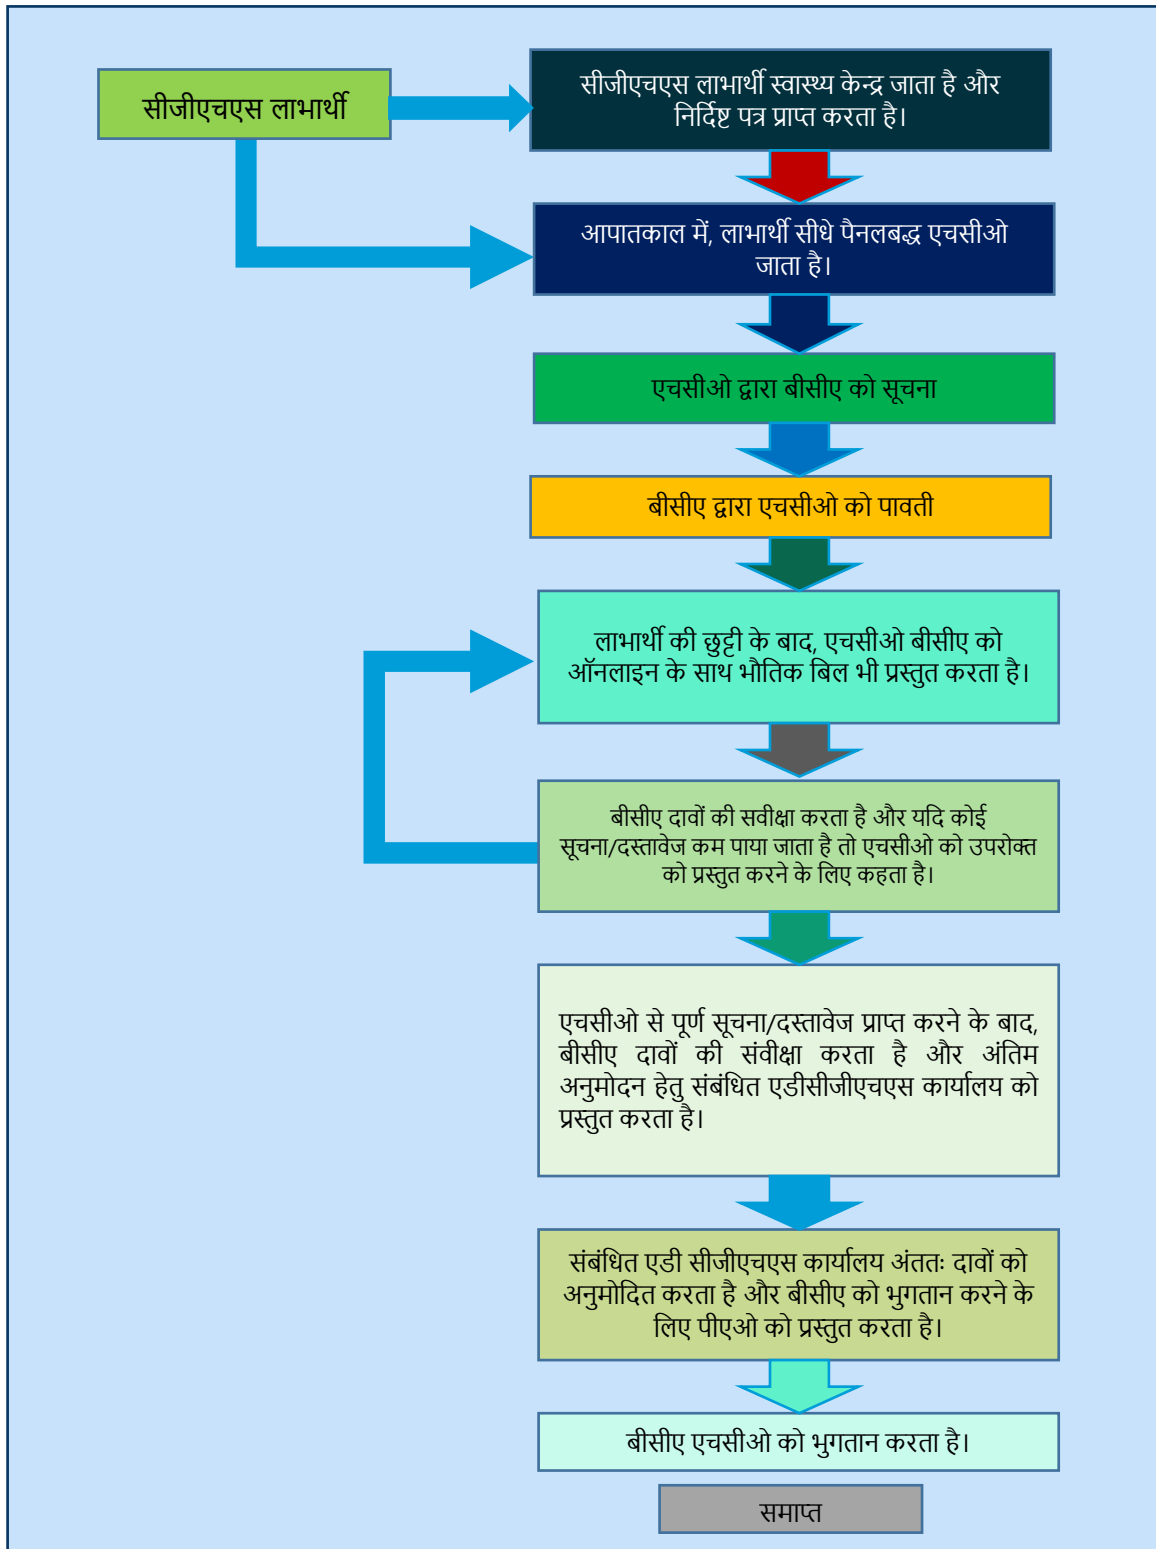 सीजीएचएस लाभार्थी
सीजीएचएस लाभार्थी स्वास्थ्य केन्द्र जाता है और
निर्दिष्ट पत्र प्राप्त करता है।
आपातकाल में, लाभार्थी सीधे पैनलबद्ध एचसीओ
जाता है।
एचसीओ द्वारा बीसीए को सूचना
बीसीए द्वारा एचसीओ को पावती
लाभार्थी की छुट्टी के बाद, एचसीओ बीसीए को
ऑनलाइन के साथ भौतिक बिल भी प्रस्तुत करता है।
बीसीए दावों की सवीक्षा करता है और यदि कोई
सूचना/दस्तावेज कम पाया जाता है तो एचसीओ को उपरोक्त
को प्रस्तुत करने के लिए कहता है।
एचसीओ से पूर्ण सूचना/दस्तावेज प्राप्त करने के बाद,
बीसीए दावों की संवीक्षा करता है और अंतिम
अनुमोदन हेतु संबंधित एडीसीजीएचएस कार्यालय को
प्रस्तुत करता है।
संबंधित एडी सीजीएचएस कार्यालय अंततः दावों को
अनुमोदित करता है और बीसीए को भुगतान करने के
लिए पीएओ को प्रस्तुत करता है।
बीसीए एचसीओ को भुगतान करता है।
समाप्त